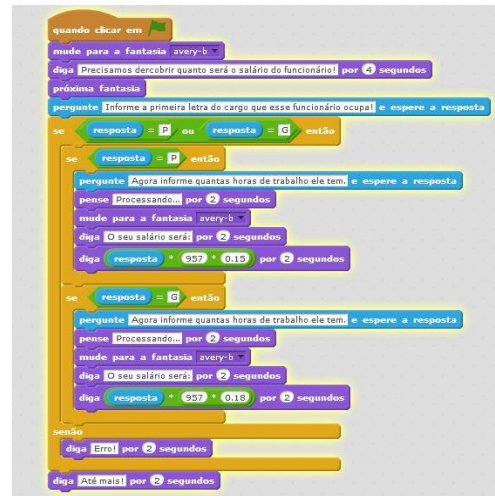 quando clicar em
mude para a fantasia avery-b
diga Precisamos dercobrir quanto será o salário do funcionário! por 4 segundos
próxima fantasia
pergunte Informe a primeira letra do cargo que esse funcionário ocupa! e espere a resposta
se resposta = P ou resposta = G então
se resposta = P então
pergunte Agora informe quantas horas de trabalho ele tem. e espere a resposta
pense Processando... por 2 segundos
mude para a fantasia avery-b
diga O seu salário será: por 2 segundos
diga resposta * 957 * 0.15 por 2 segundos
se resposta = G então
pergunte Agora informe quantas horas de trabalho ele tem. e espere a resposta
pense Processando... por 2 segundos
mude para a fantasia avery-b
diga O seu salário será: por 2 segundos
diga resposta * 957 * 0.18 por 2 segundos
senão
diga Erro! por 2 segundos
diga Até mais! por 2 segundos